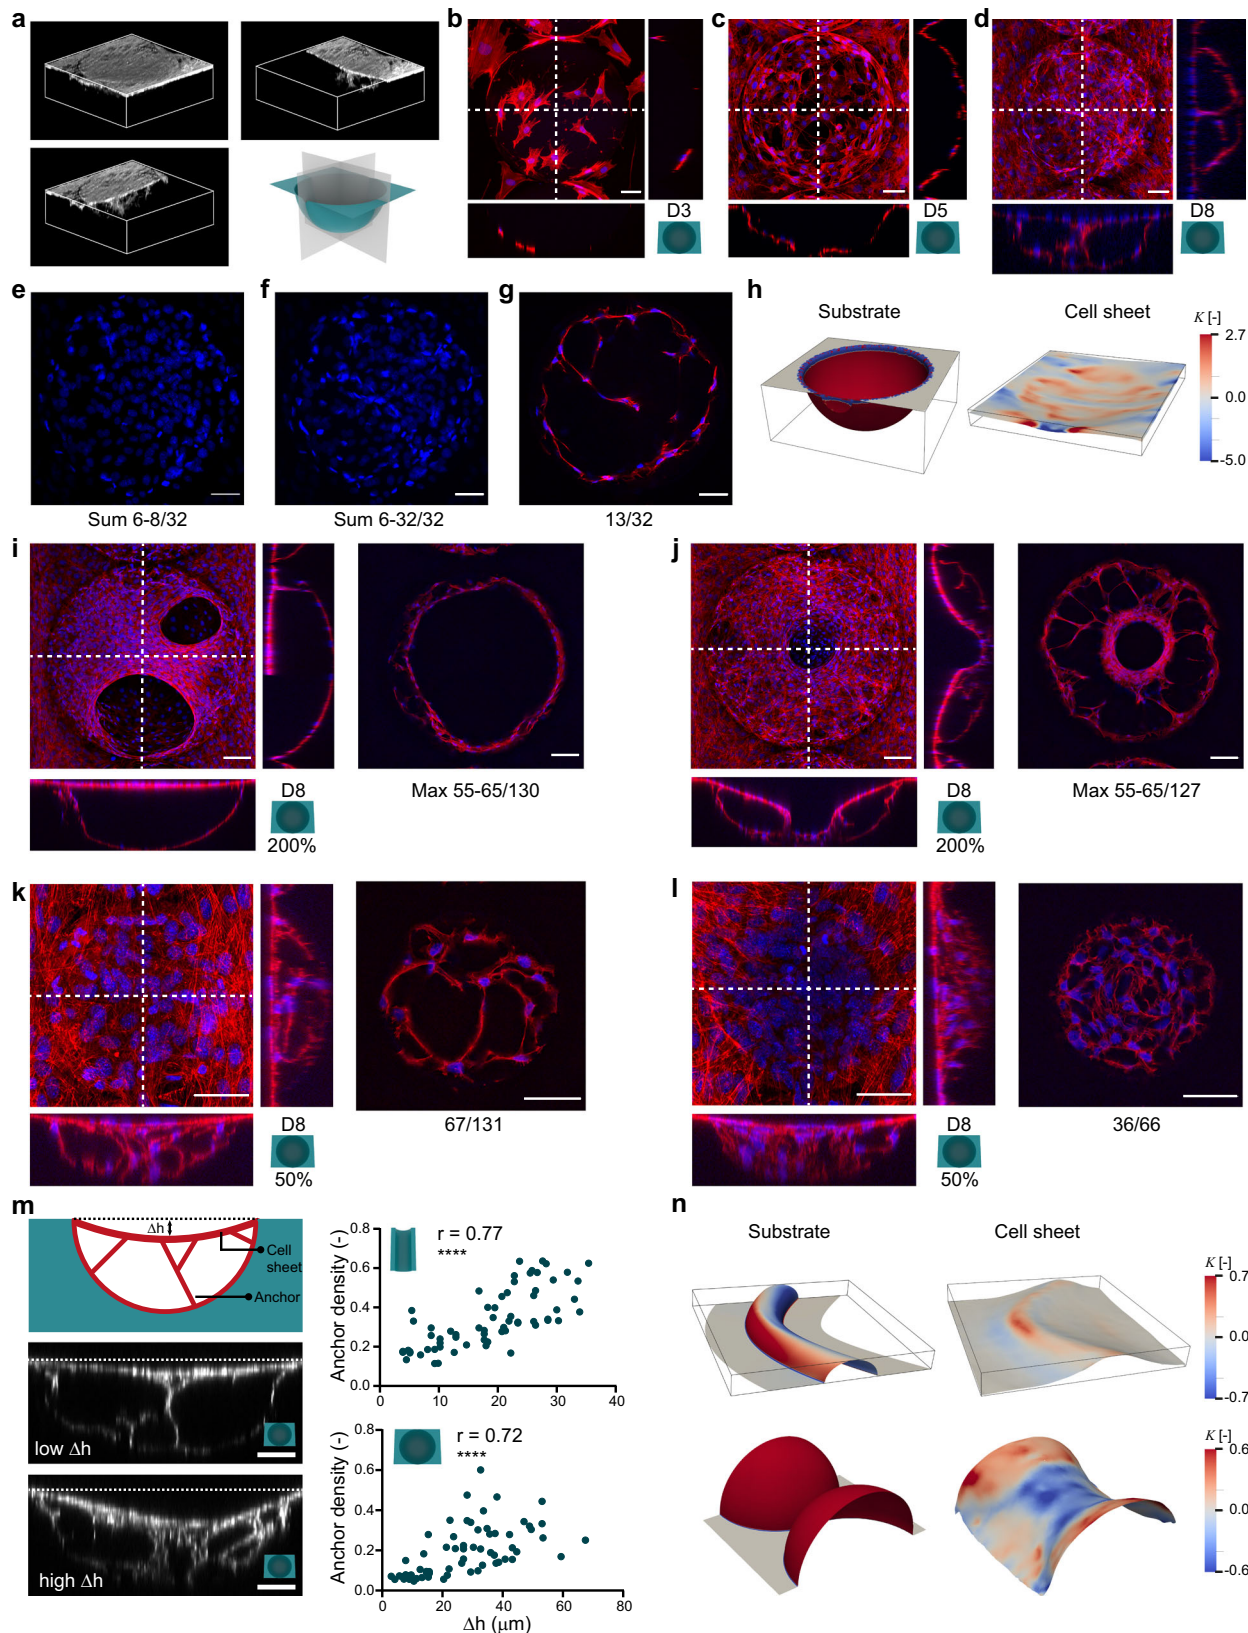 a
b
D3
c
D5
d
D8
e
Sum 6-8/32
f
Sum 6-32/32
g
13/32
h
Substrate
Cell sheet
K [-]
2.7
0.0
-5.0
i
D8
200%
Max 55-65/130
j
D8
200%
Max 55-65/127
k
D8
50%
67/131
l
D8
50%
36/66
m
Δh
Cell
sheet
Anchor
low Δh
high Δh
r = 0.77
****
Anchor density (-)
0.8
0.6
0.4
0.2
0.0
0
10
20
30
40
r = 0.72
****
Anchor density (-)
0.8
0.6
0.4
0.2
0.0
0
20
40
60
80
Δh (μm)
n
Substrate
Cell sheet
K [-]
0.7
0.0
-0.7
K [-]
0.6
0.0
-0.6